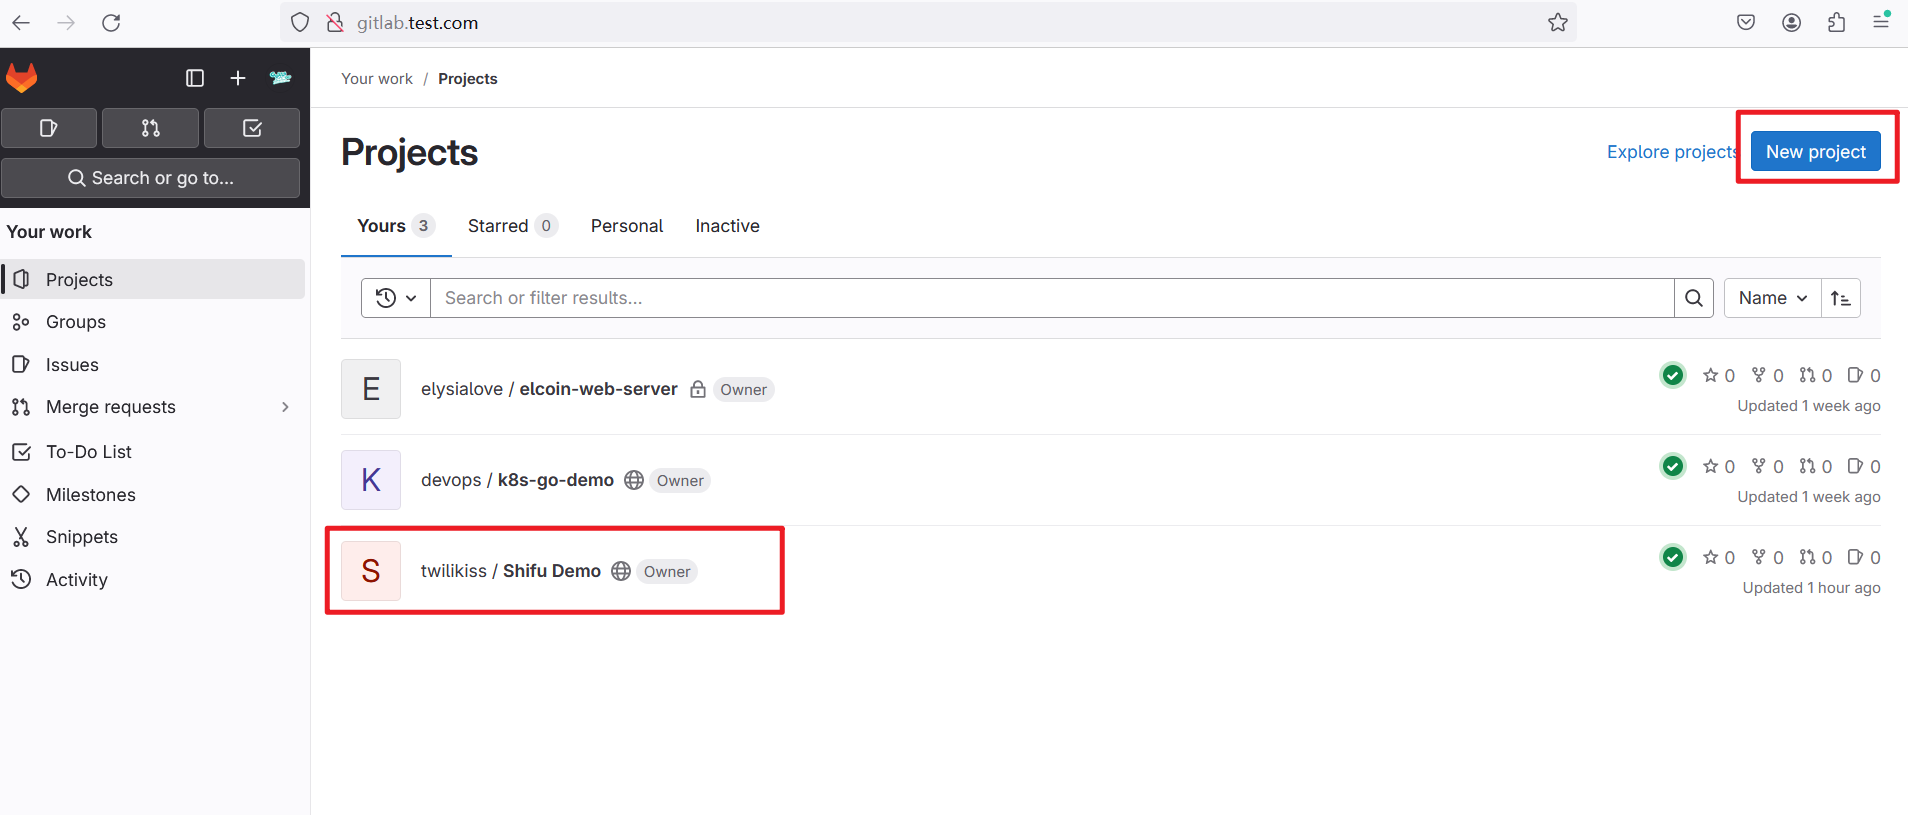 gitlab.test.com
Your work / Projects
Search or go to...
Your work
Projects
Groups
Issues
Merge requests
To-Do List
Milestones
Snippets
Activity
Projects
Explore projects
New project
Yours 3 Starred 0 Personal Inactive
Search or filter results...
Name
E elysialove / elcoin-web-server Owner
0 0 0 0
Updated 1 week ago
K devops / k8s-go-demo Owner
0 0 0 0
Updated 1 week ago
S twilikiss / Shifu Demo Owner
0 0 0 0
Updated 1 hour ago